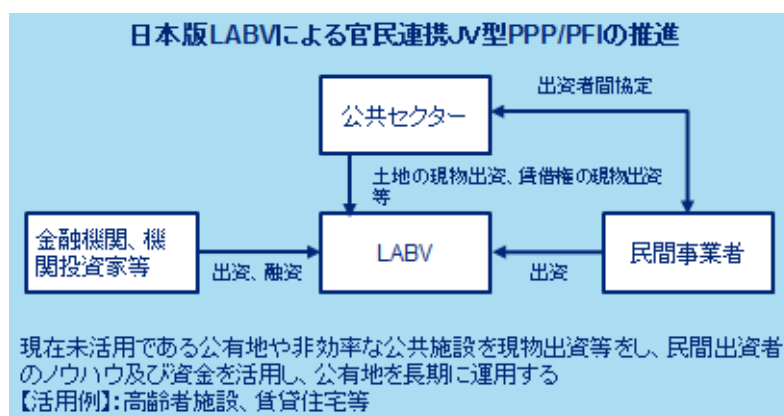 日本版LABVによる官民連携JV型PPP/PFIの推進
出資者間協定
公共セクター
土地の現物出資、賃借権の現物出資
等
金融機関、機
関投資家等
出資、融資
LABV
出資
民間事業者
現在未活用である公有地や非効率な公共施設を現物出資等をし、民間出資者
のノウハウ及び資金を活用し、公有地を長期に運用する
【活用例】：高齢者施設、賃貸住宅等